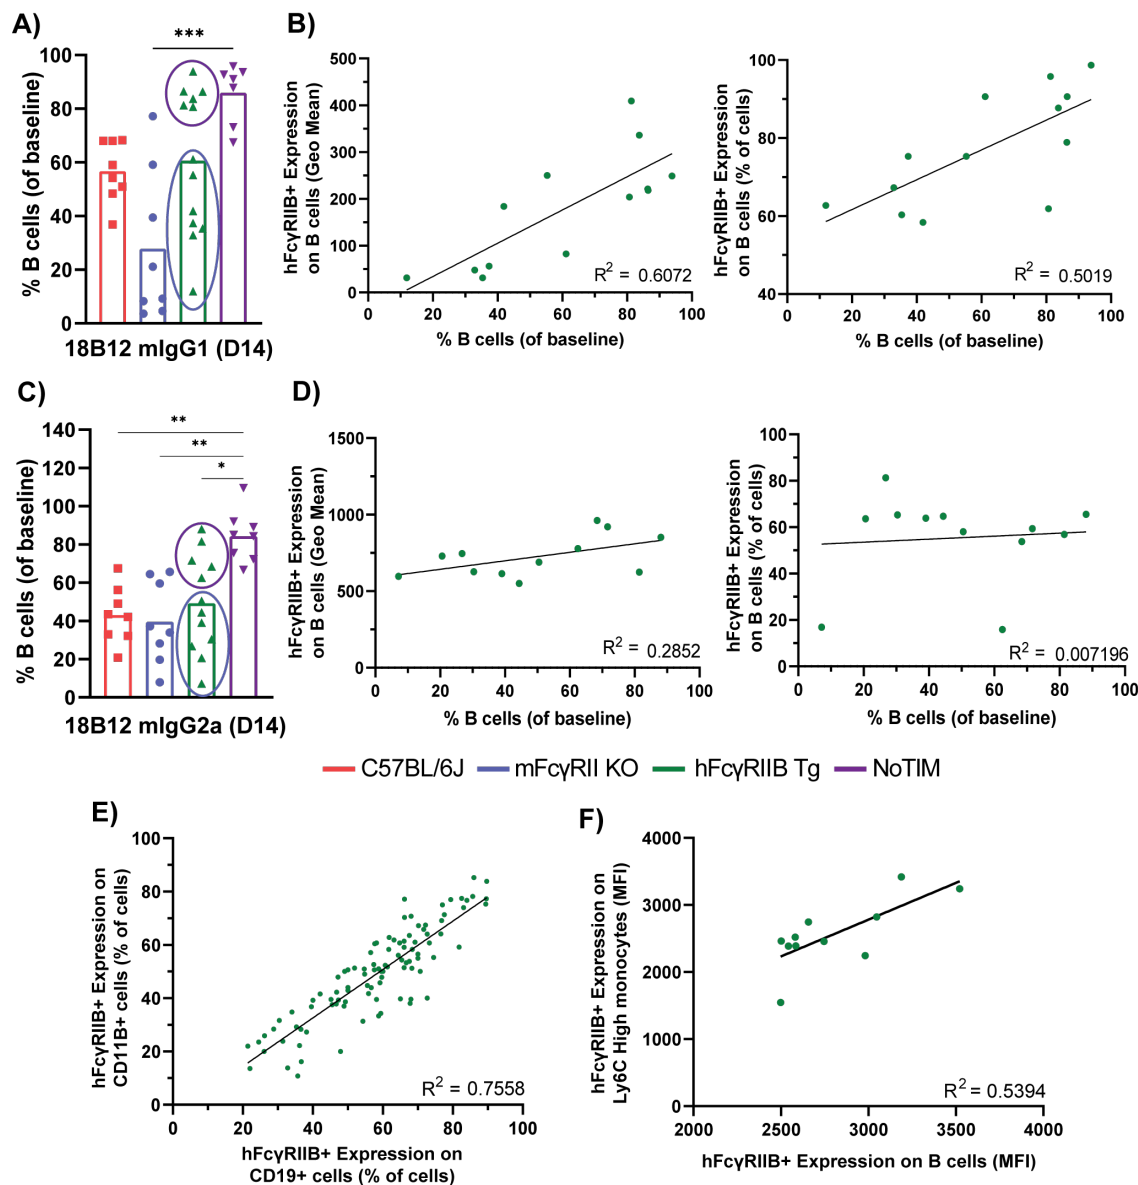 A)
***
% B cells (of baseline)
100
80
60
40
20
0
18B12 mIgG1 (D14)
B)
hFcγRIIB+ Expression
on B cells (Geo Mean)
500
400
300
200
100
0
R² = 0.6072
0 20 40 60 80 100
% B cells (of baseline)
hFcγRIIB+ Expression
on B cells (% of cells)
100
80
60
40
R² = 0.5019
0 20 40 60 80 100
% B cells (of baseline)
C)
**
**
*
% B cells (of baseline)
140
120
100
80
60
40
20
0
18B12 mIgG2a (D14)
D)
hFcγRIIB+ Expression
on B cells (Geo Mean)
1500
1000
500
0
R² = 0.2852
0 20 40 60 80 100
% B cells (of baseline)
hFcγRIIB+ Expression
on B cells (% of cells)
100
80
60
40
20
0
R² = 0.007196
0 20 40 60 80 100
% B cells (of baseline)
C57BL/6J mFcγRII KO hFcγRIIB Tg NoTIM
E)
hFcγRIIB+ Expression on
CD11B+ cells (% of cells)
100
80
60
40
20
0
R² = 0.7558
0 20 40 60 80 100
hFcγRIIB+ Expression on
CD19+ cells (% of cells)
F)
hFcγRIIB+ Expression on
Ly6C High monocytes (MFI)
4000
3000
2000
1000
0
R² = 0.5394
2000 2500 3000 3500 4000
hFcγRIIB+ Expression on B cells (MFI)